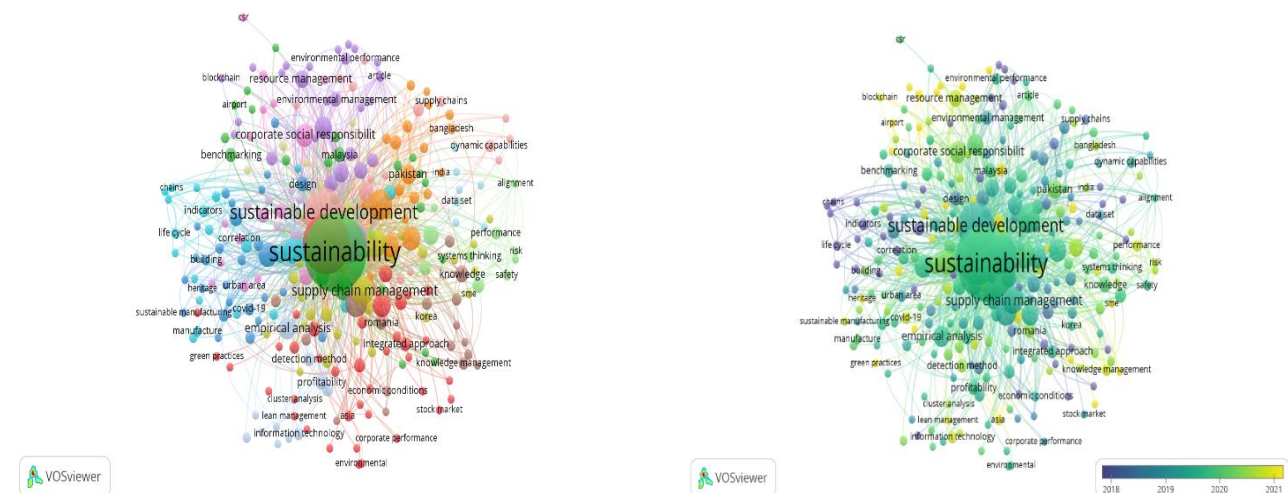 csr
environmental performance
blockchain
resource management
article
airport
environmental management
supply chains
corporate social responsibilit
bangladesh
benchmarking
malaysia
dynamic capabilities
chains
design
pakistan
india
alignment
indicators
sustainable development
data set
life cycle
correlation
sustainability
performance
building
systems thinking
risk
heritage
urban area
supply chain management
knowledge
safety
sustainable manufacturing
covid-19
sme
manufacture
empirical analysis
romania
korea
green practices
detection method
integrated approach
knowledge management
profitability
economic conditions
cluster analysis
lean management
asia
stock market
information technology
corporate performance
environmental
VOSviewer
csr
environmental performance
blockchain
resource management
article
airport
environmental management
supply chains
corporate social responsibilit
bangladesh
benchmarking
malaysia
dynamic capabilities
chains
design
pakistan
india
alignment
indicators
sustainable development
data set
life cycle
correlation
sustainability
performance
building
systems thinking
risk
heritage
urban area
supply chain management
knowledge
safety
sustainable manufacturing
covid-19
sme
manufacture
empirical analysis
romania
korea
green practices
detection method
integrated approach
knowledge management
profitability
economic conditions
cluster analysis
lean management
asia
stock market
information technology
corporate performance
environmental
VOSviewer
2018 2019 2020 2021